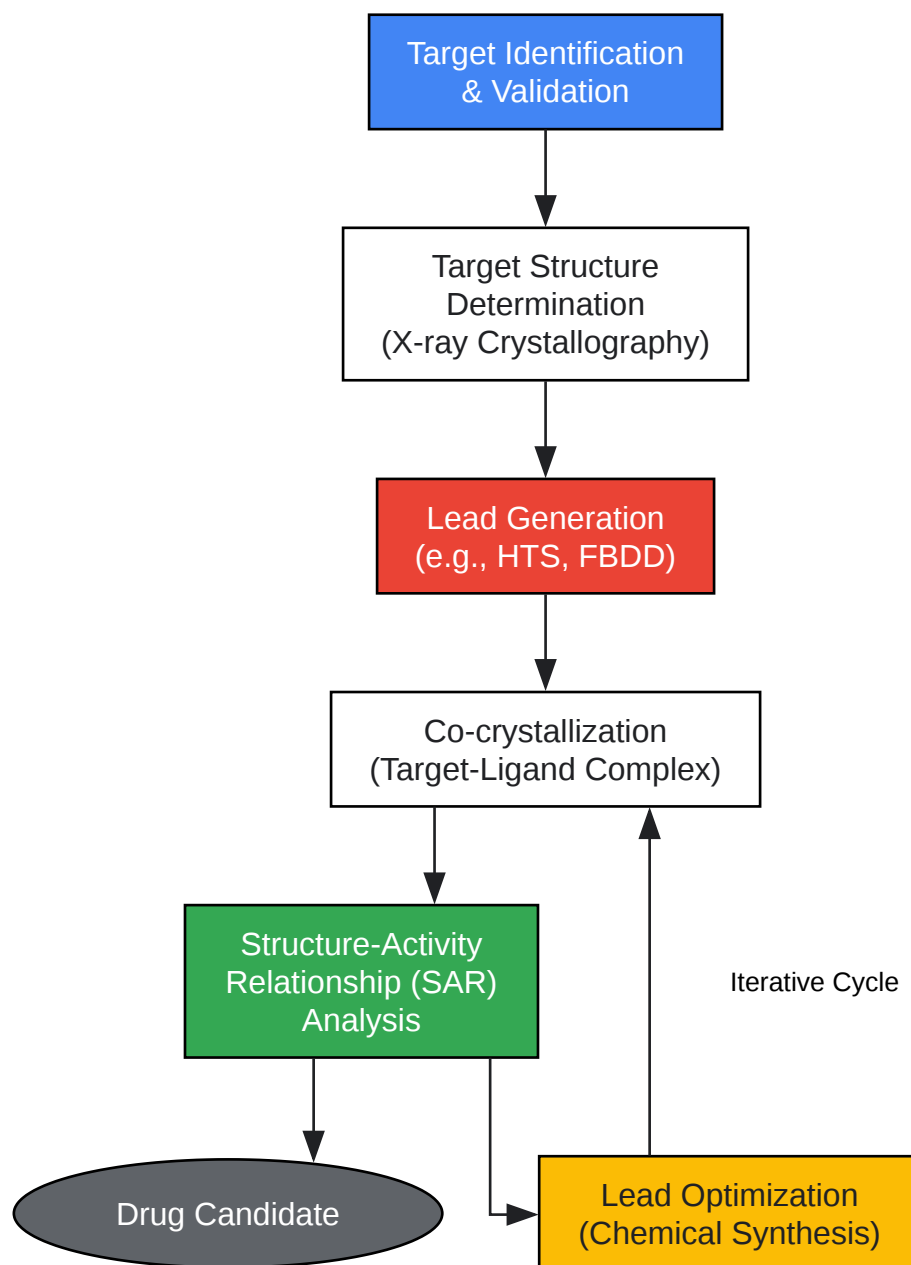 Target Identification
& Validation
Target Structure
Determination
(X-ray Crystallography)
Lead Generation
(e.g., HTS, FBDD)
Co-crystallization
(Target-Ligand Complex)
Structure-Activity
Relationship (SAR)
Analysis
Iterative Cycle
Drug Candidate
Lead Optimization
(Chemical Synthesis)